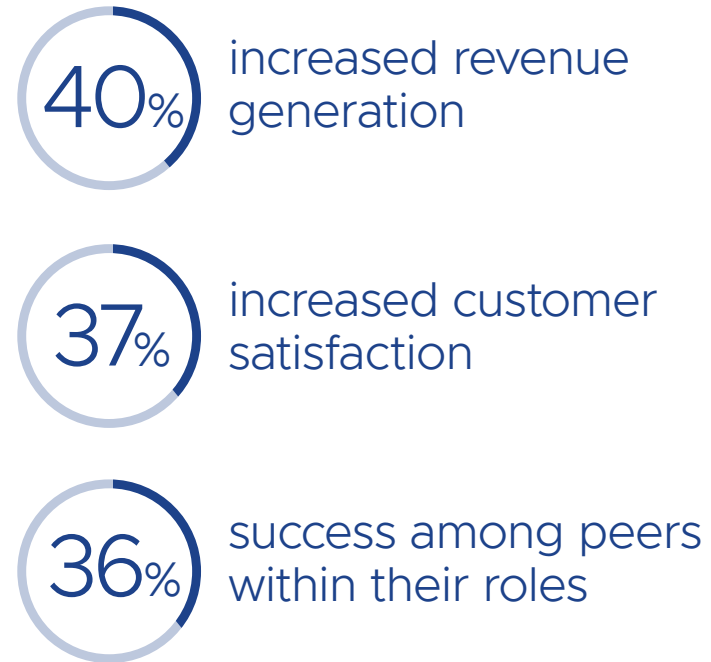 40%
increased revenue
generation
37%
increased customer
satisfaction
36%
success among peers
within their roles